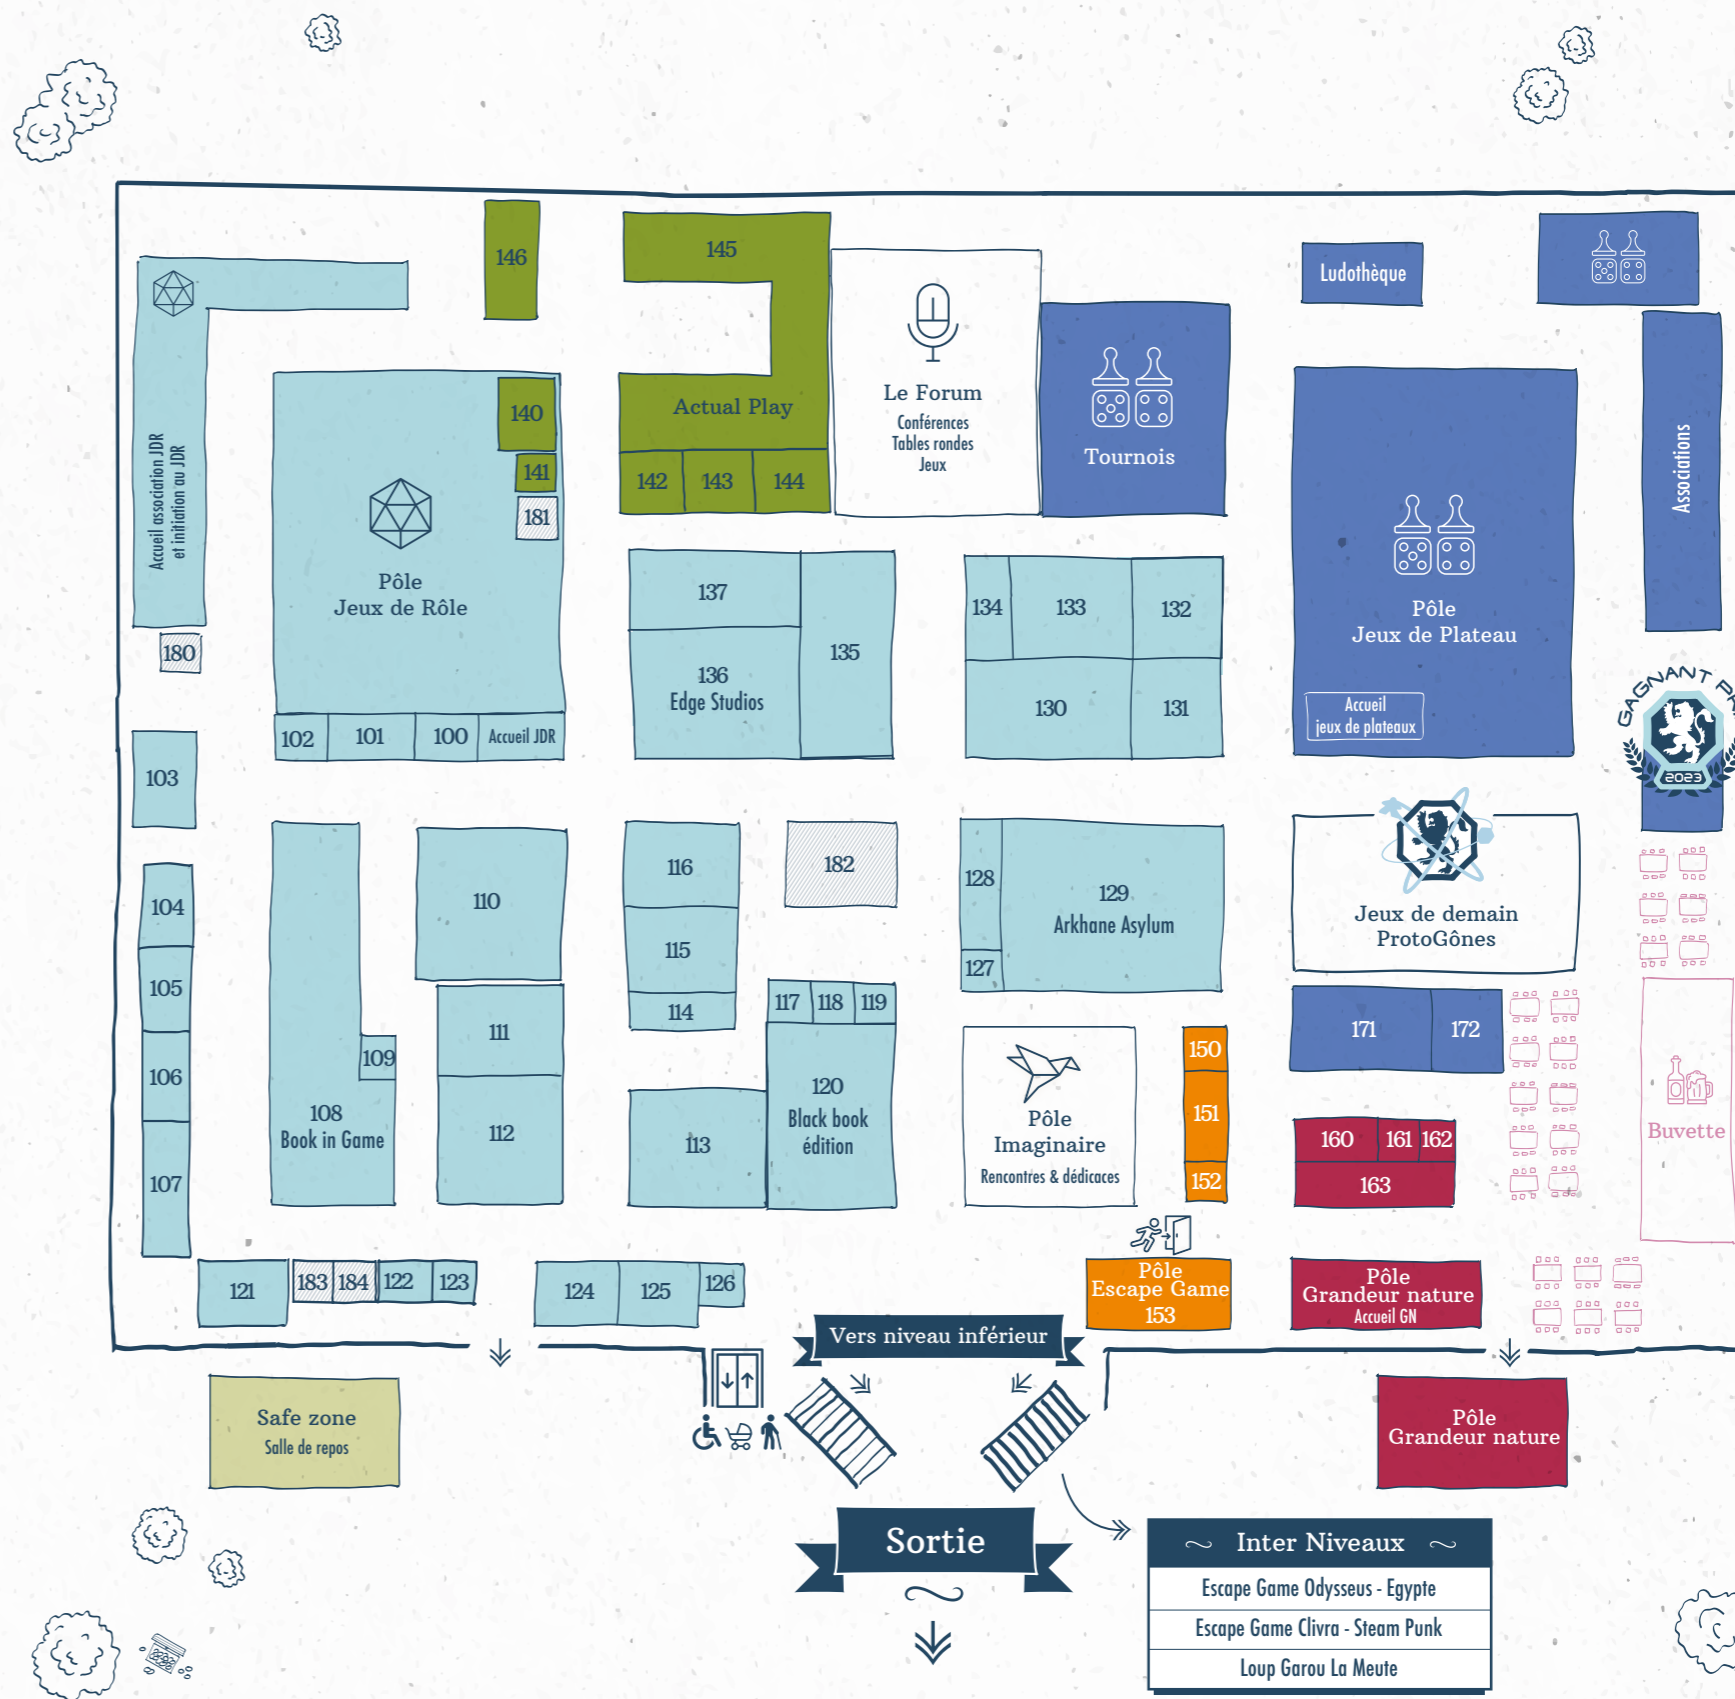 146
145
Ludothèque
Le Forum
Conférences
Tables rondes
Jeux
Tournois
Actual Play
142
143
144
Accueil association JDR
et initiation au JDR
140
141
181
Pôle
Jeux de Rôle
180
102
101
100
Accueil JDR
137
136
Edge Studios
135
134
133
132
130
131
Pôle
Jeux de Plateau
Accueil
jeux de plateaux
Associations
GAGNANT
2023
103
104
105
106
107
108
Book in Game
109
110
111
112
116
115
114
182
117
118
119
120
Black book
édition
113
128
127
129
Arkhane Asylum
Jeux de demain
ProtoGônes
171
172
Pôle
Imaginaire
Rencontres & dédicaces
150
151
152
160
161
162
163
Buvette
121
183
184
122
123
124
125
126
Pôle
Escape Game
153
Pôle
Grandeur nature
Accueil GN
Vers niveau inférieur
Safe zone
Salle de repos
Pôle
Grandeur nature
Sortie
Inter Niveaux
Escape Game Odysseus - Egypte
Escape Game Clivra - Steam Punk
Loup Garou La Meute